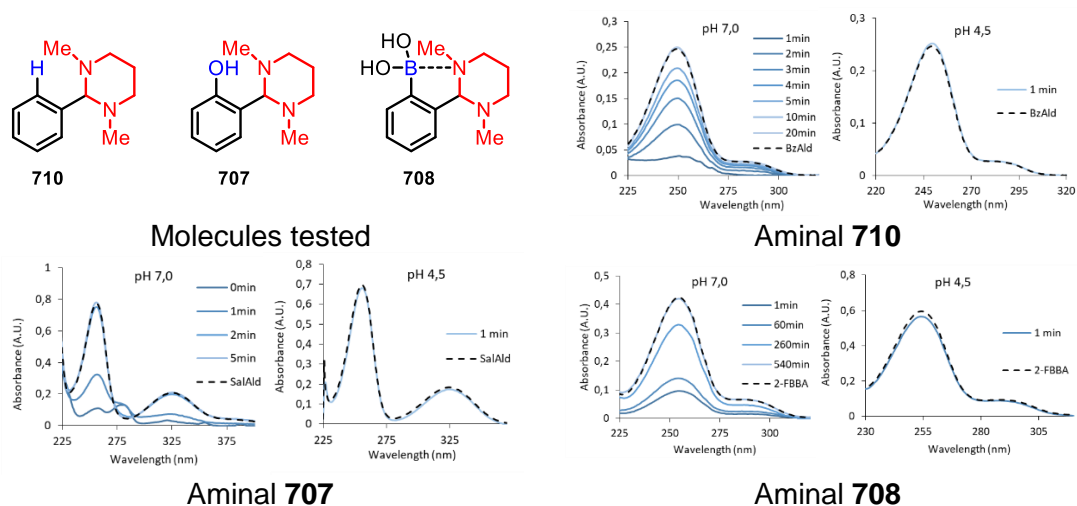 Me
H
N
N
Me
710
Me
OH
N
N
Me
707
HO
Me
HO
B
N
N
Me
708
Molecules tested
pH 7,0
Absorbance (A.U.)
0,3
0,25
0,2
0,15
0,1
0,05
0
225
250
275
300
Wavelength (nm)
1min
2min
3min
4min
5min
10min
20min
BzAld
pH 4,5
Absorbance (A.U.)
0,3
0,2
0,1
0
220
245
270
295
320
Wavelength (nm)
1 min
BzAld
Aminal 710
pH 7,0
Absorbance (A.U.)
1
0,8
0,6
0,4
0,2
0
225
275
325
375
Wavelength (nm)
0min
1min
2min
5min
SalAld
pH 4,5
Absorbance (A.U.)
0,8
0,7
0,6
0,5
0,4
0,3
0,2
0,1
0
225
275
325
Wavelength (nm)
1 min
SalAld
Aminal 707
pH 7,0
Absorbance (A.U.)
0,5
0,4
0,3
0,2
0,1
0
225
250
275
300
Wavelength (nm)
1min
60min
260min
540min
2-FBBA
pH 4,5
Absorbance (A.U.)
0,8
0,6
0,4
0,2
0
230
255
280
305
Wavelength (nm)
1 min
2-FBBA
Aminal 708